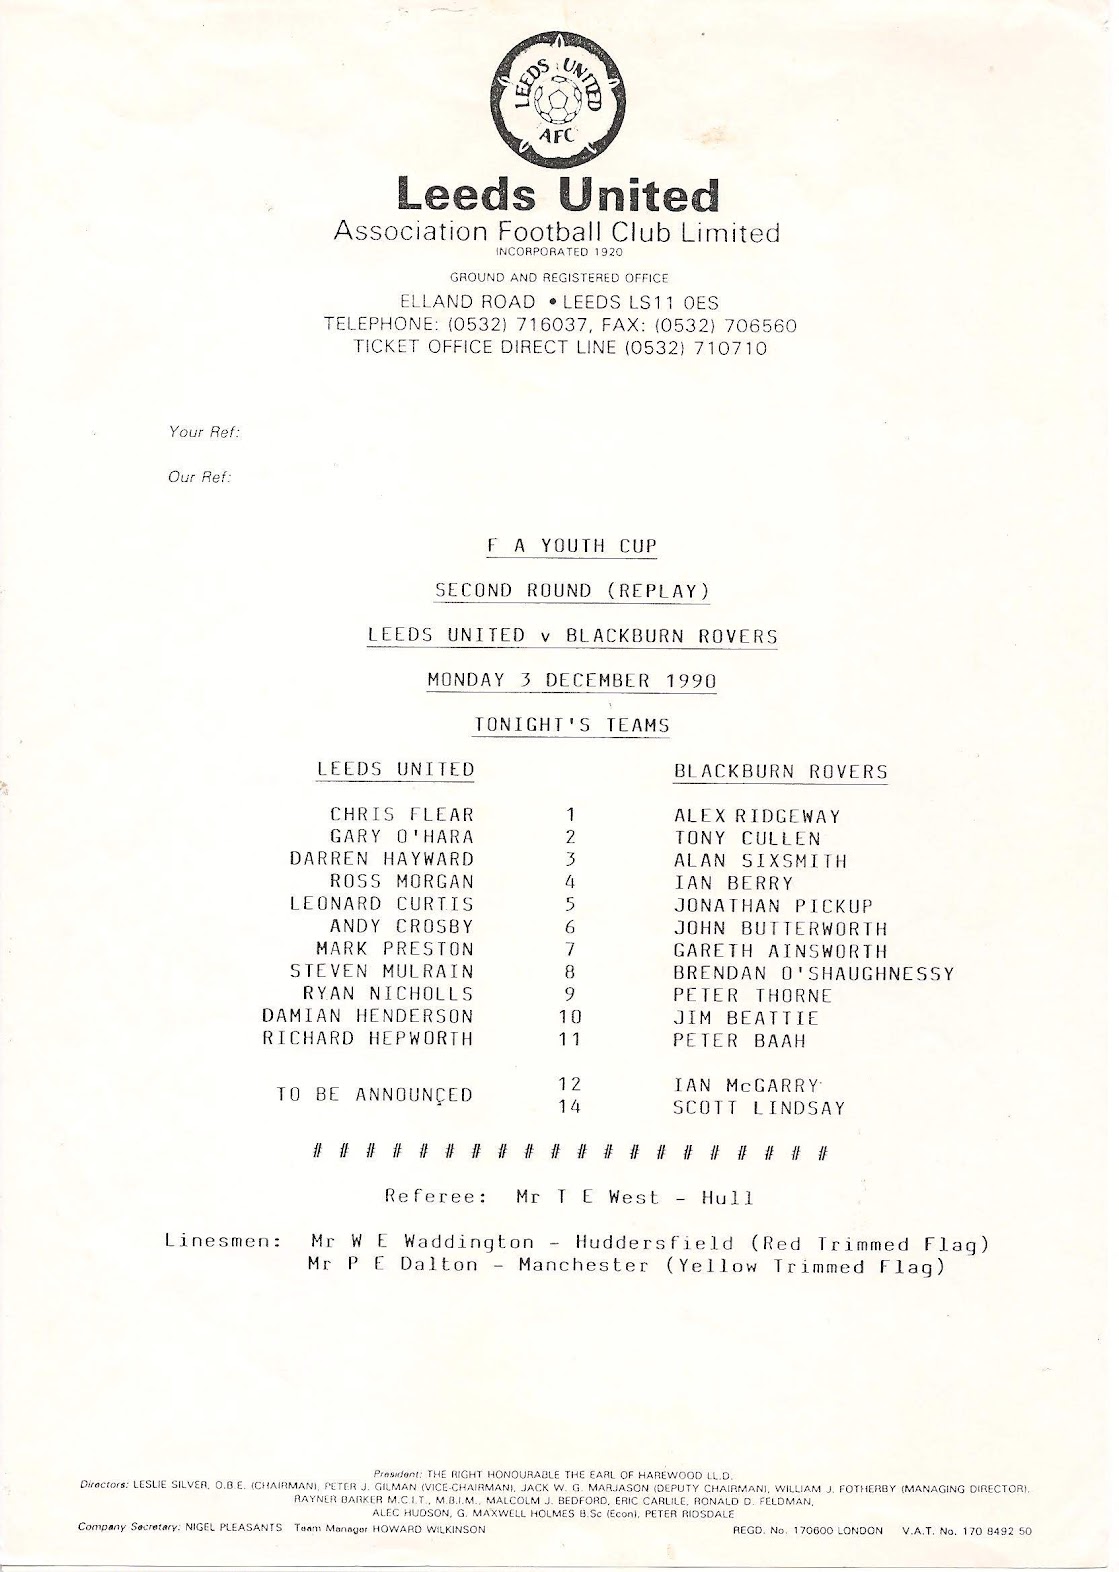 LEEDS UNITED
AFC
Leeds United
Association Football Club Limited
INCORPORATED 1920
GROUND AND REGISTERED OFFICE
ELLAND ROAD • LEEDS LS11 0ES
TELEPHONE: (0532) 716037, FAX: (0532) 706560
TICKET OFFICE DIRECT LINE (0532) 710710
Your Ref:
Our Ref:
F A YOUTH CUP
SECOND ROUND (REPLAY)
LEEDS UNITED v BLACKBURN ROVERS
MONDAY 3 DECEMBER 1990
TONIGHT'S TEAMS
LEEDS UNITED BLACKBURN ROVERS
CHRIS FLEAR 1 ALEX RIDGEWAY
GARY O'HARA 2 TONY CULLEN
DARREN HAYWARD 3 ALAN SIXSMITH
ROSS MORGAN 4 IAN BERRY
LEONARD CURTIS 5 JONATHAN PICKUP
ANDY CROSBY 6 JOHN BUTTERWORTH
MARK PRESTON 7 GARETH AINSWORTH
STEVEN MULRAIN 8 BRENDAN O'SHAUGHNESSY
RYAN NICHOLLS 9 PETER THORNE
DAMIAN HENDERSON 10 JIM BEATTIE
RICHARD HEPWORTH 11 PETER BAAH
12 IAN McGARRY
TO BE ANNOUNCED
14 SCOTT LINDSAY
# # # # # # # # # # # # # # # # # # # #
Referee: Mr T E West - Hull
Linesmen: Mr W E Waddington - Huddersfield (Red Trimmed Flag)
Mr P E Dalton - Manchester (Yellow Trimmed Flag)
President: THE RIGHT HONOURABLE THE EARL OF HAREWOOD LL.D.
Directors: LESLIE SILVER, O.B.E. (CHAIRMAN), PETER J. GILMAN (VICE-CHAIRMAN), JACK W. G. MARJASON (DEPUTY CHAIRMAN), WILLIAM J. FOTHERBY (MANAGING DIRECTOR),
RAYNER BARKER M.C.I.T., M.B.I.M., MALCOLM J. BEDFORD, ERIC CARLILE, RONALD D. FELDMAN,
ALEC HUDSON, G. MAXWELL HOLMES B.Sc (Econ), PETER RIDSDALE
Company Secretary: NIGEL PLEASANTS Team Manager HOWARD WILKINSON REGD. No. 170600 LONDON V.A.T. No. 170 8492 50